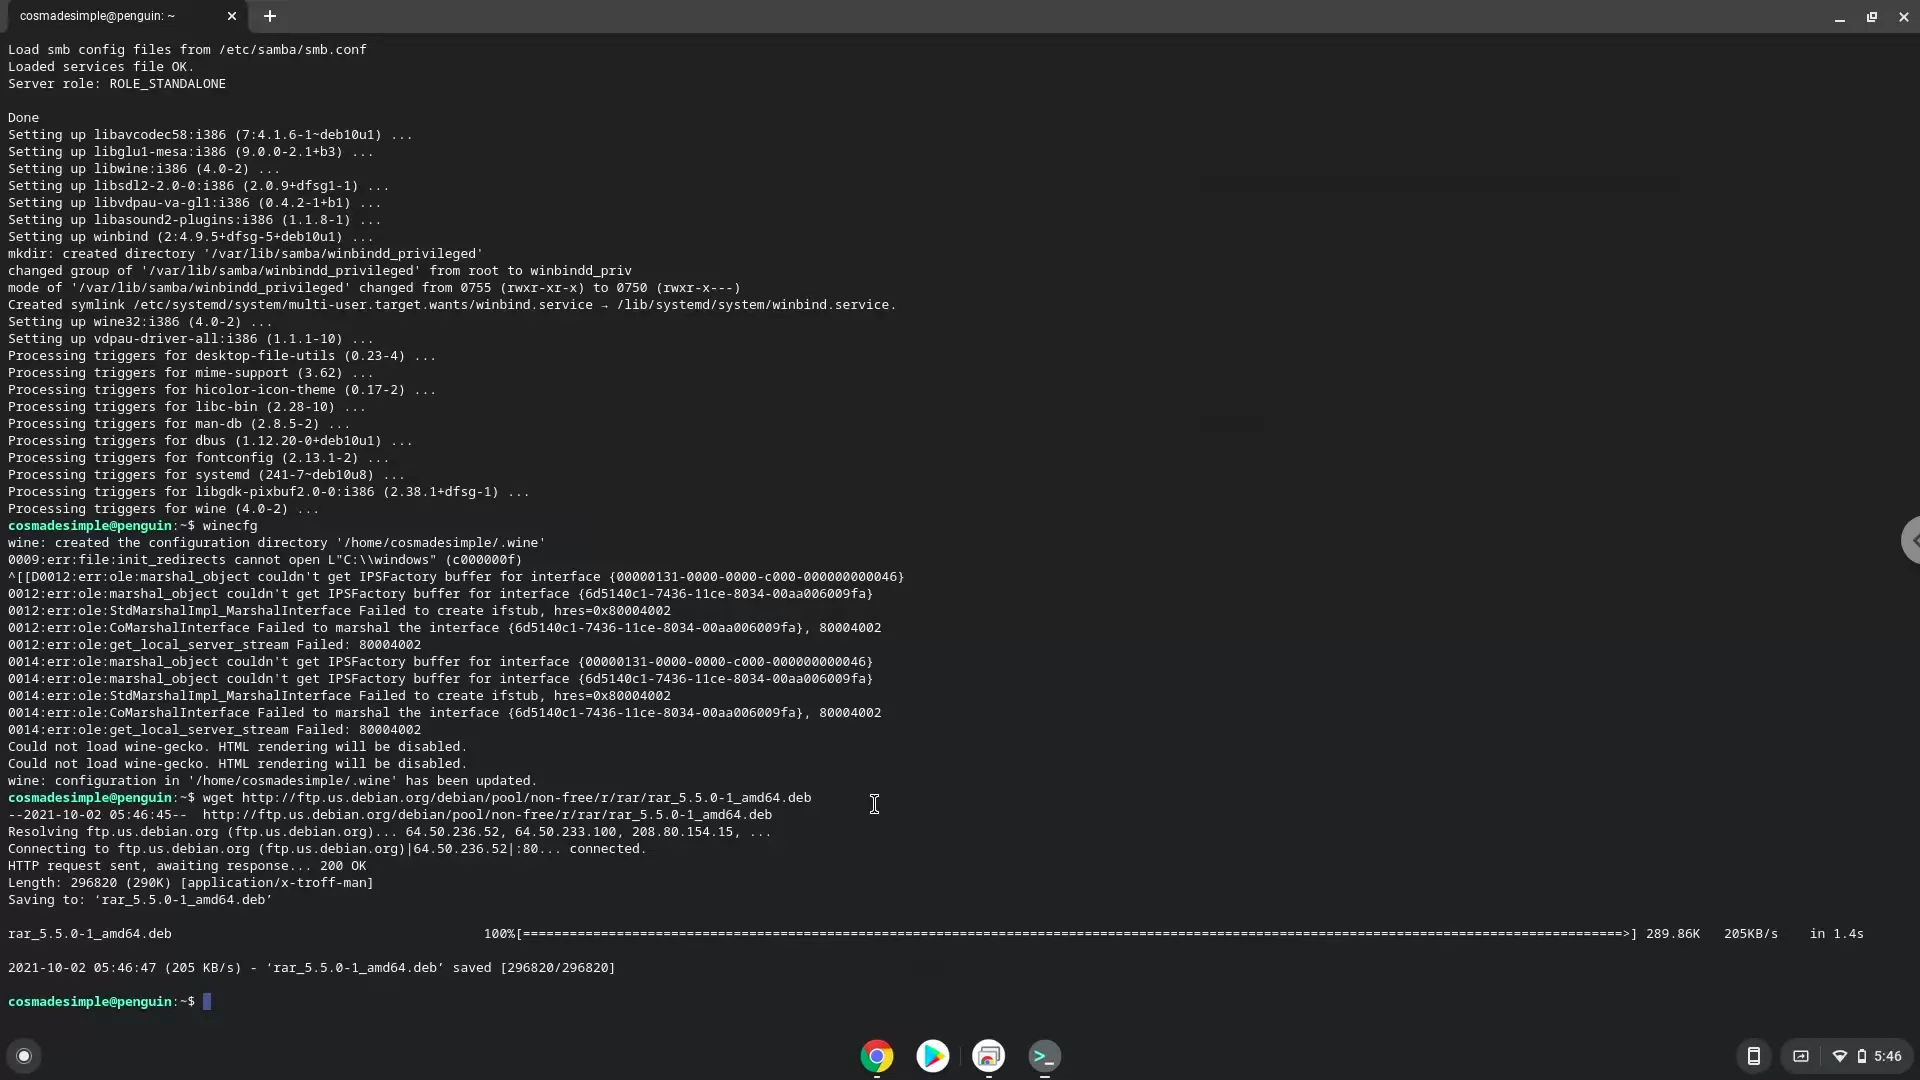 cosmadesimple@penguin: ~
Load smb config files from /etc/samba/smb.conf
Loaded services file OK.
Server role: ROLE_STANDALONE
Done
Setting up libavcodec58:i386 (7:4.1.6-1~deb10u1) ...
Setting up libglu1-mesa:i386 (9.0.0-2.1+b3) ...
Setting up libwine:i386 (4.0-2) ...
Setting up libsdl2-2.0-0:i386 (2.0.9+dfsg1-1) ...
Setting up libvdpau-va-gl1:i386 (0.4.2-1+b1) ...
Setting up libasound2-plugins:i386 (1.1.8-1) ...
Setting up winbind (2:4.9.5+dfsg-5+deb10u1) ...
mkdir: created directory '/var/lib/samba/winbindd_privileged'
changed group of '/var/lib/samba/winbindd_privileged' from root to winbindd_priv
mode of '/var/lib/samba/winbindd_privileged' changed from 0755 (rwxr-xr-x) to 0750 (rwxr-x---)
Created symlink /etc/systemd/system/multi-user.target.wants/winbind.service → /lib/systemd/system/winbind.service.
Setting up wine32:i386 (4.0-2) ...
Setting up vdpau-driver-all:i386 (1.1.1-10) ...
Processing triggers for desktop-file-utils (0.23-4) ...
Processing triggers for mime-support (3.62) ...
Processing triggers for hicolor-icon-theme (0.17-2) ...
Processing triggers for libc-bin (2.28-10) ...
Processing triggers for man-db (2.8.5-2) ...
Processing triggers for dbus (1.12.20-0+deb10u1) ...
Processing triggers for fontconfig (2.13.1-2) ...
Processing triggers for systemd (241-7~deb10u8) ...
Processing triggers for libgdk-pixbuf2.0-0:i386 (2.38.1+dfsg-1) ...
Processing triggers for wine (4.0-2) ...
cosmadesimple@penguin:~$ winecfg
wine: created the configuration directory '/home/cosmadesimple/.wine'
0009:err:file:init_redirects cannot open L"C:\\windows" (c000000f)
^[[D0012:err:ole:marshal_object couldn't get IPSFactory buffer for interface {00000131-0000-0000-c000-000000000046}
0012:err:ole:marshal_object couldn't get IPSFactory buffer for interface {6d5140c1-7436-11ce-8034-00aa006009fa}
0012:err:ole:StdMarshalImpl_MarshalInterface Failed to create ifstub, hres=0x80004002
0012:err:ole:CoMarshalInterface Failed to marshal the interface {6d5140c1-7436-11ce-8034-00aa006009fa}, 80004002
0012:err:ole:get_local_server_stream Failed: 80004002
0014:err:ole:marshal_object couldn't get IPSFactory buffer for interface {00000131-0000-0000-c000-000000000046}
0014:err:ole:marshal_object couldn't get IPSFactory buffer for interface {6d5140c1-7436-11ce-8034-00aa006009fa}
0014:err:ole:StdMarshalImpl_MarshalInterface Failed to create ifstub, hres=0x80004002
0014:err:ole:CoMarshalInterface Failed to marshal the interface {6d5140c1-7436-11ce-8034-00aa006009fa}, 80004002
0014:err:ole:get_local_server_stream Failed: 80004002
Could not load wine-gecko. HTML rendering will be disabled.
Could not load wine-gecko. HTML rendering will be disabled.
wine: configuration in '/home/cosmadesimple/.wine' has been updated.
cosmadesimple@penguin:~$ wget http://ftp.us.debian.org/debian/pool/non-free/r/rar/rar_5.5.0-1_amd64.deb
--2021-10-02 05:46:45--  http://ftp.us.debian.org/debian/pool/non-free/r/rar/rar_5.5.0-1_amd64.deb
Resolving ftp.us.debian.org (ftp.us.debian.org)... 64.50.236.52, 64.50.233.100, 208.80.154.15, ...
Connecting to ftp.us.debian.org (ftp.us.debian.org)|64.50.236.52|:80... connected.
HTTP request sent, awaiting response... 200 OK
Length: 296820 (290K) [application/x-troff-man]
Saving to: ‘rar_5.5.0-1_amd64.deb’
rar_5.5.0-1_amd64.deb 100%[=============================================================================================================================================>] 289.86K 205KB/s in 1.4s
2021-10-02 05:46:47 (205 KB/s) - ‘rar_5.5.0-1_amd64.deb’ saved [296820/296820]
cosmadesimple@penguin:~$
5:46